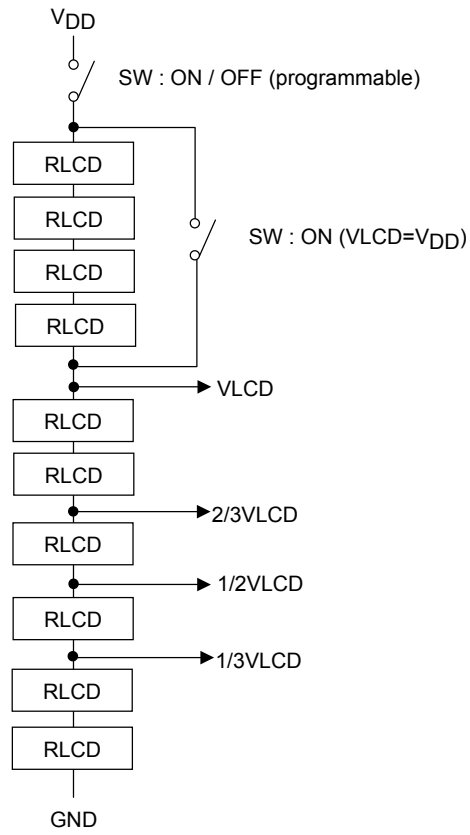 VDD
SW : ON / OFF (programmable)
RLCD
RLCD
RLCD
SW : ON (VLCD=VDD)
RLCD
VLCD
RLCD
RLCD
2/3VLCD
RLCD
1/2VLCD
RLCD
1/3VLCD
RLCD
RLCD
GND